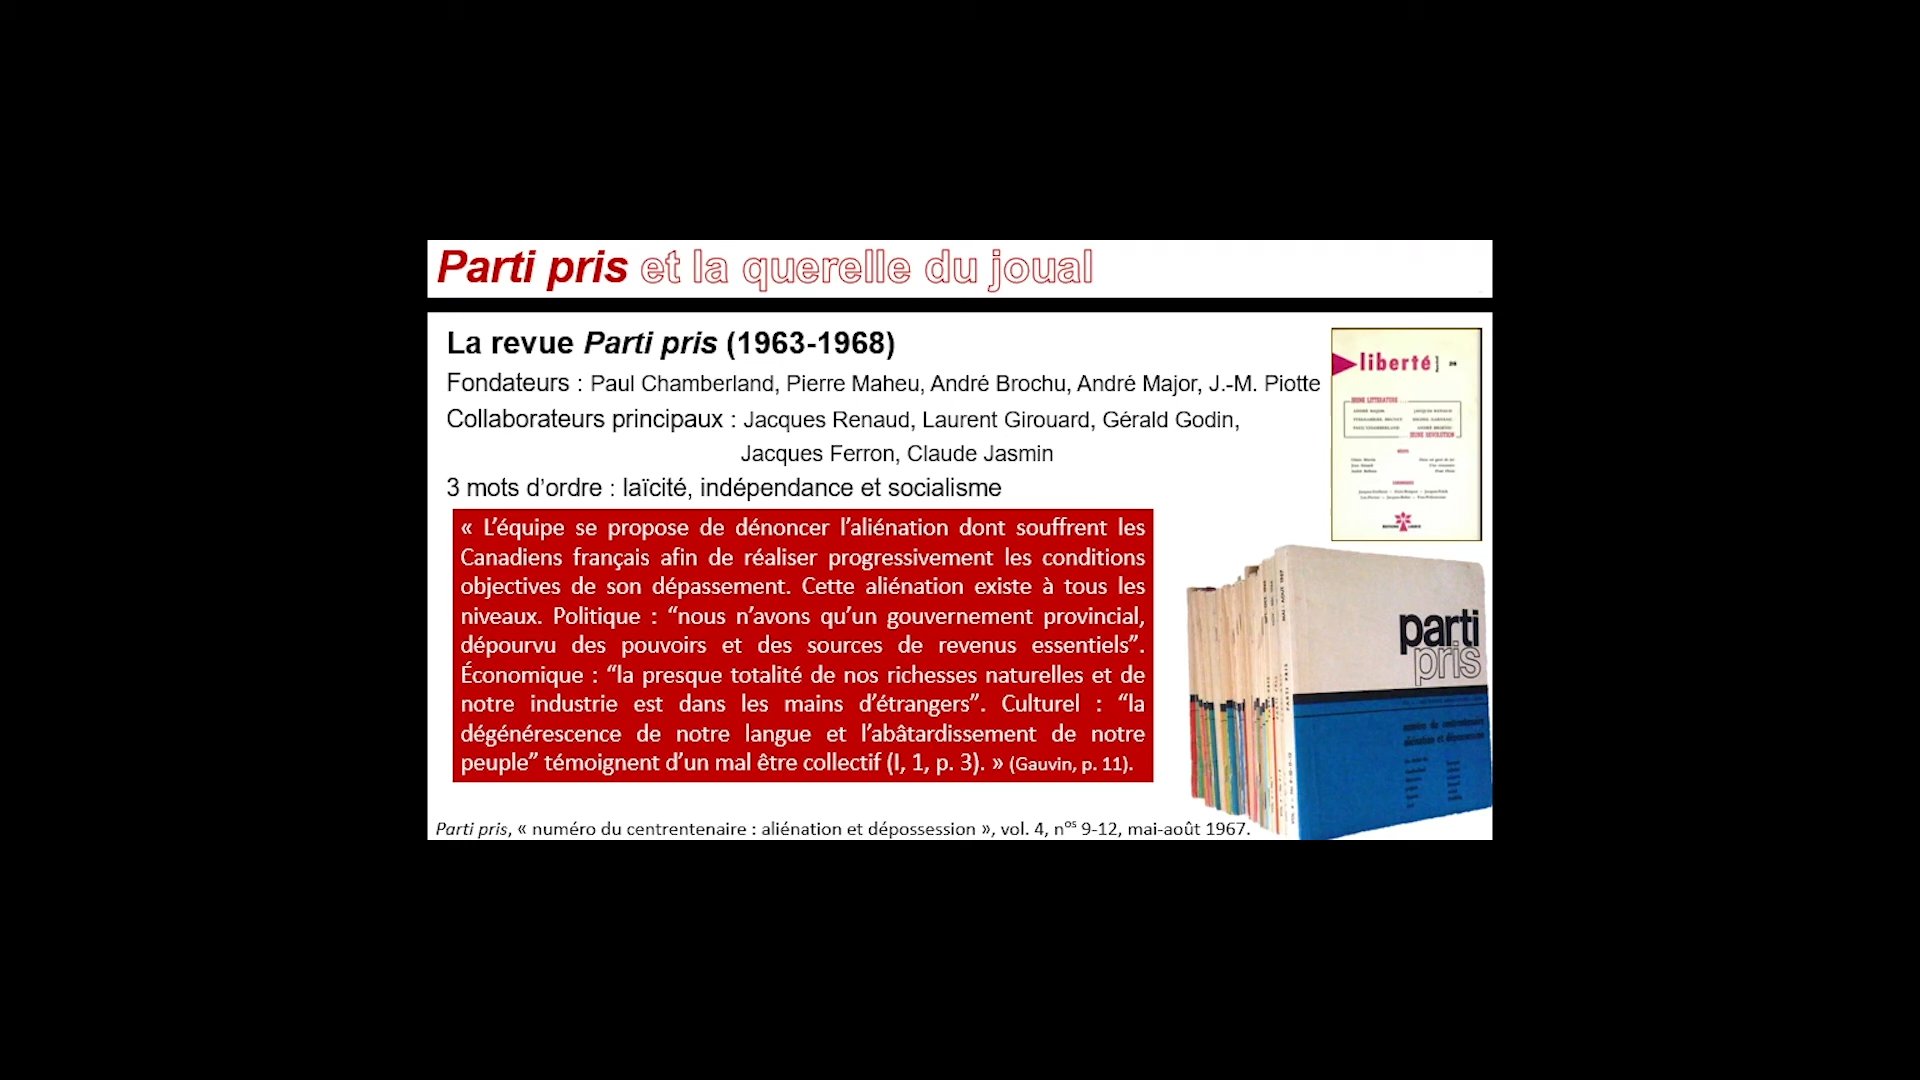 Parti pris et la querelle du joual
La revue Parti pris (1963-1968)
Fondateurs : Paul Chamberland, Pierre Maheu, André Brochu, André Major, J.-M. Piotte
Collaborateurs principaux : Jacques Renaud, Laurent Girouard, Gérald Godin,
Jacques Ferron, Claude Jasmin
3 mots d’ordre : laïcité, indépendance et socialisme
« L’équipe se propose de dénoncer l’aliénation dont souffrent les
Canadiens français afin de réaliser progressivement les conditions
objectives de son dépassement. Cette aliénation existe à tous les
niveaux. Politique : “nous n’avons qu’un gouvernement provincial,
dépourvu des pouvoirs et des sources de revenus essentiels”.
Économique : “la presque totalité de nos richesses naturelles et de
notre industrie est dans les mains d’étrangers”. Culturel : “la
dégénérescence de notre langue et l’abâtardissement de notre
peuple” témoignent d’un mal être collectif (I, 1, p. 3). » (Gauvin, p. 11).
Parti pris, « numéro du centrentenaire : aliénation et dépossession », vol. 4, nos 9-12, mai-août 1967.
liberté
parti
pris